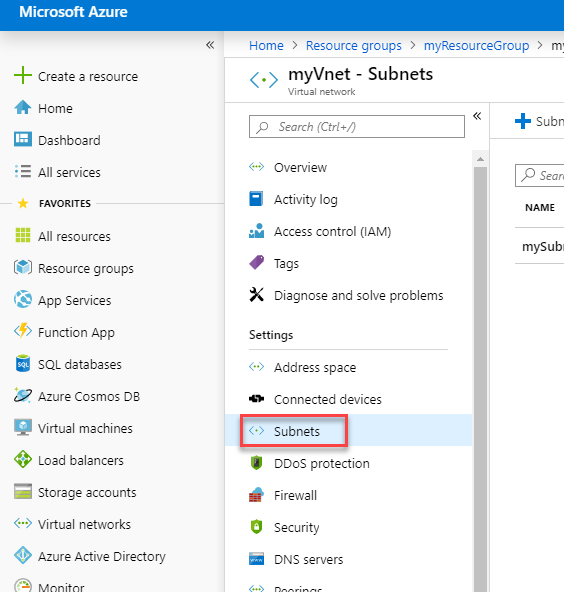 Microsoft Azure
«
Create a resource
Home
Dashboard
All services
FAVORITES
All resources
Resource groups
App Services
Function App
SQL databases
Azure Cosmos DB
Virtual machines
Load balancers
Storage accounts
Virtual networks
Azure Active Directory
Monitor
Home > Resource groups > myResourceGroup > m
myVnet - Subnets
Virtual network
Search (Ctrl+/)
«
Overview
Activity log
Access control (IAM)
Tags
Diagnose and solve problems
Settings
Address space
Connected devices
Subnets
DDoS protection
Firewall
Security
DNS servers
Peerings
+ Subn
Sear
NAME
mySubn